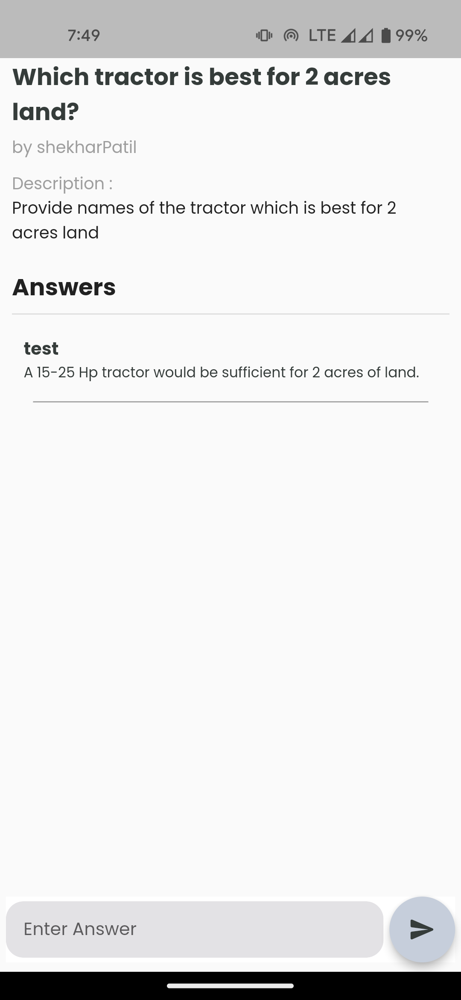 7:49 LTE 99%
Which tractor is best for 2 acres
land?
by shekharPatil
Description :
Provide names of the tractor which is best for 2
acres land
Answers
test
A 15-25 Hp tractor would be sufficient for 2 acres of land.
Enter Answer